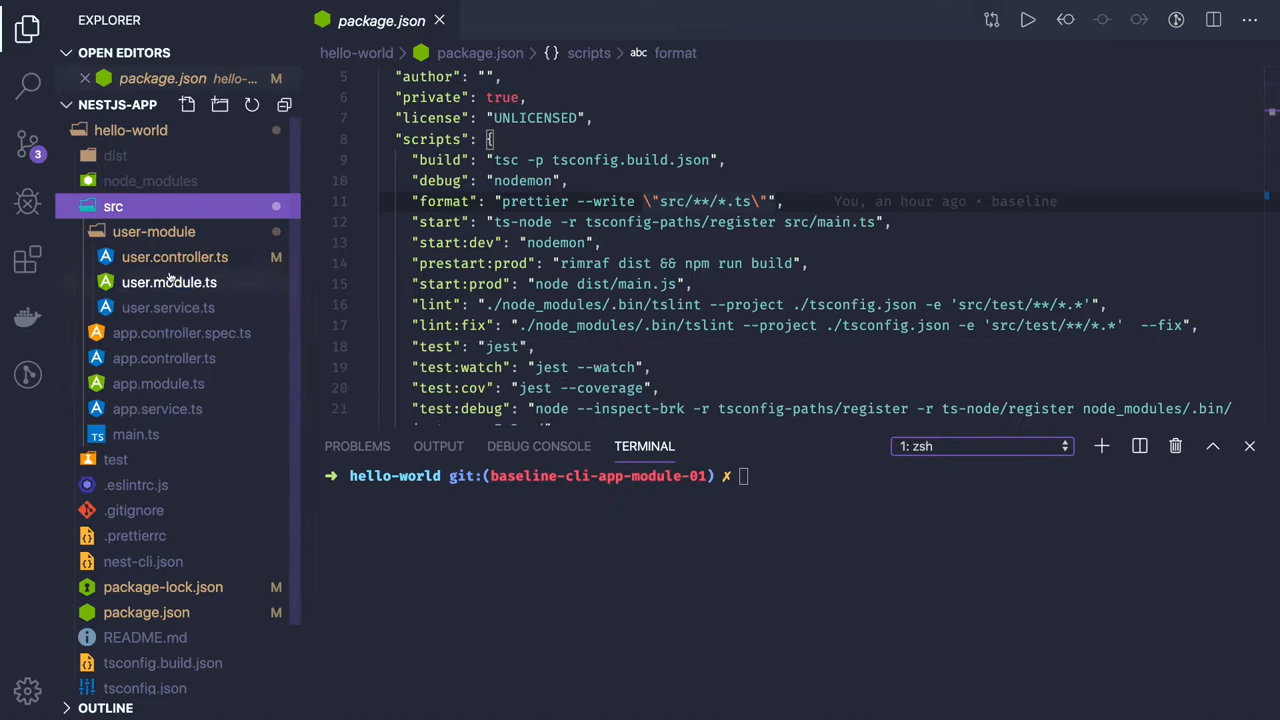 EXPLORER
OPEN EDITORS
package.json hello-... M
NESTJS-APP
hello-world
dist
node_modules
src
user-module
user.controller.ts M
user.module.ts
user.service.ts
app.controller.spec.ts
app.controller.ts
app.module.ts
app.service.ts
TS main.ts
test
.eslintrc.js
.gitignore
.prettierrc
nest-cli.json
package-lock.json M
package.json M
README.md
tsconfig.build.json
tsconfig.json
OUTLINE
3
package.json
hello-world > package.json > {} scripts > abc format
5 "author": "",
6 "private": true,
7 "license": "UNLICENSED",
8 "scripts": {
9 "build": "tsc -p tsconfig.build.json",
10 "debug": "nodemon",
11 "format": "prettier --write \"src/**/*.ts\"", You, an hour ago • baseline
12 "start": "ts-node -r tsconfig-paths/register src/main.ts",
13 "start:dev": "nodemon",
14 "prestart:prod": "rimraf dist && npm run build",
15 "start:prod": "node dist/main.js",
16 "lint": "./node_modules/.bin/tslint --project ./tsconfig.json -e 'src/test/**/*.*'",
17 "lint:fix": "./node_modules/.bin/tslint --project ./tsconfig.json -e 'src/test/**/*.*' --fix",
18 "test": "jest",
19 "test:watch": "jest --watch",
20 "test:cov": "jest --coverage",
21 "test:debug": "node --inspect-brk -r tsconfig-paths/register -r ts-node/register node_modules/.bin/
PROBLEMS OUTPUT DEBUG CONSOLE TERMINAL 1: zsh
➜ hello-world git:(baseline-cli-app-module-01) ✗